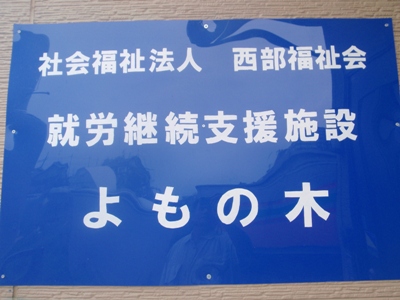 社会福祉法人　西部福祉会
就労継続支援施設
よもの木